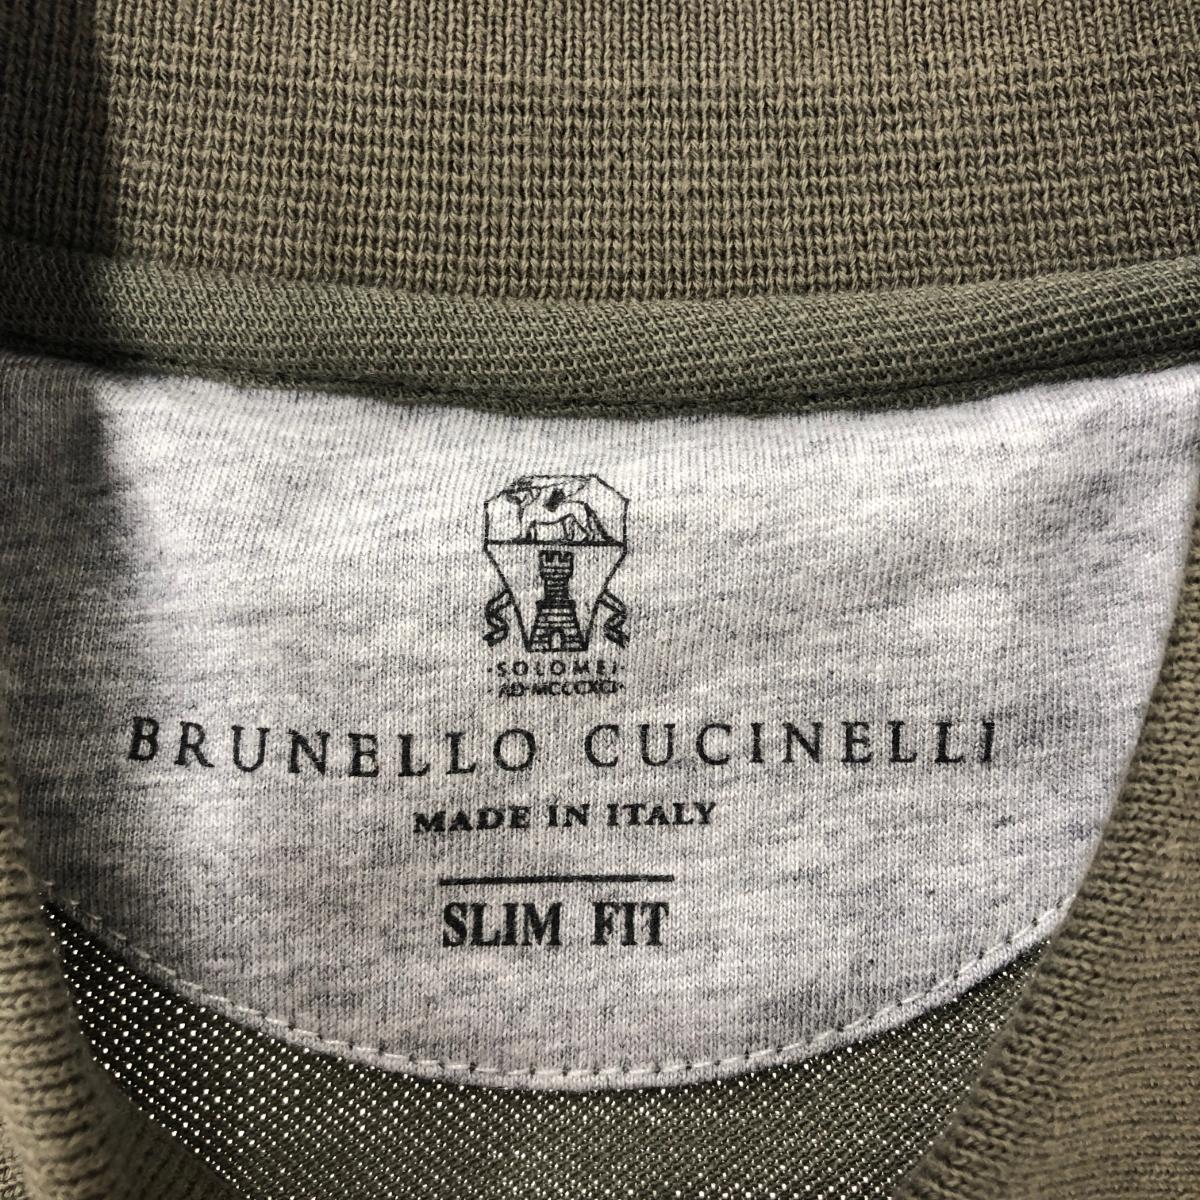 ·SOLOMEI·
·AD·MCCCXCI·
BRUNELLO CUCINELLI
MADE IN ITALY
SLIM FIT